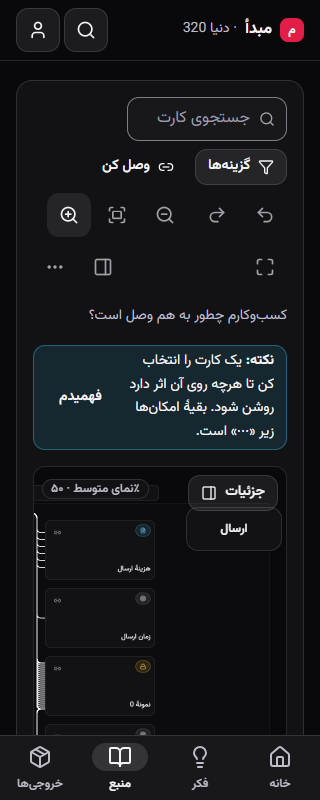 م مبدأ · دنیا 320
جستجوی کارت
گزینه‌ها وصل کن
کسب‌وکارم چطور به هم وصل است؟
نکته: یک کارت را انتخاب
کن تا هرچه روی آن اثر دارد
روشن شود. بقیهٔ امکان‌ها
زیر «···» است.
فهمیدم
جزئیات
نمای متوسط · ۵۰٪
ارسال
هزینهٔ ارسال
زمان ارسال
نمونهٔ 0
خانه فکر منبع خروجی‌ها